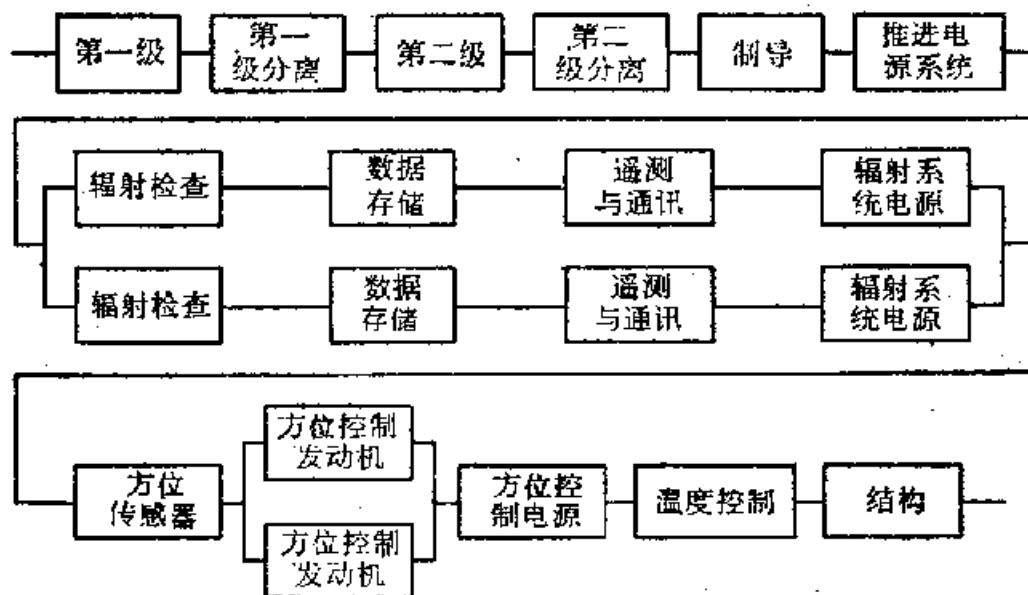 第一级
第一
级分离
第二级
第二
级分离
制导
推进电
源系统
辐射检查
数据
存储
遥测
与通讯
辐射系
统电源
辐射检查
数据
存储
遥测
与通讯
辐射系
统电源
方位
传感器
方位控制
发动机
方位控制
发动机
方位控
制电源
温度控制
结构